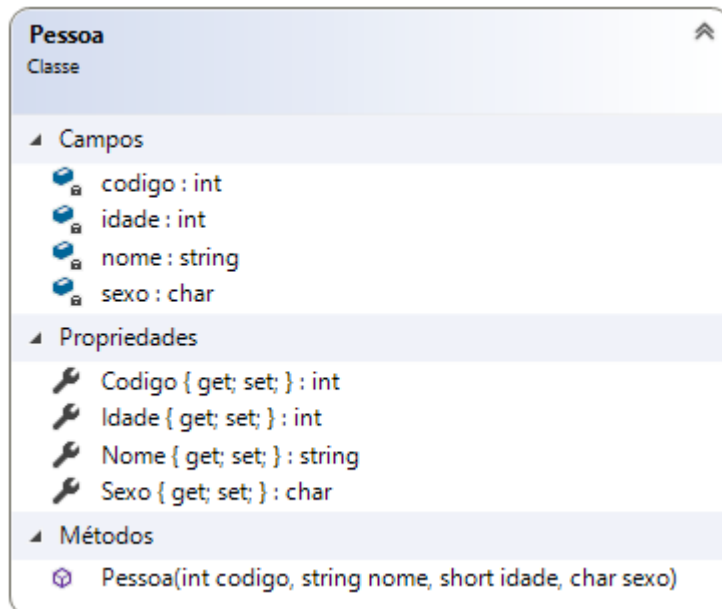 Pessoa
Classe
Campos
codigo : int
idade : int
nome : string
sexo : char
Propriedades
Codigo { get; set; } : int
Idade { get; set; } : int
Nome { get; set; } : string
Sexo { get; set; } : char
Métodos
Pessoa(int codigo, string nome, short idade, char sexo)